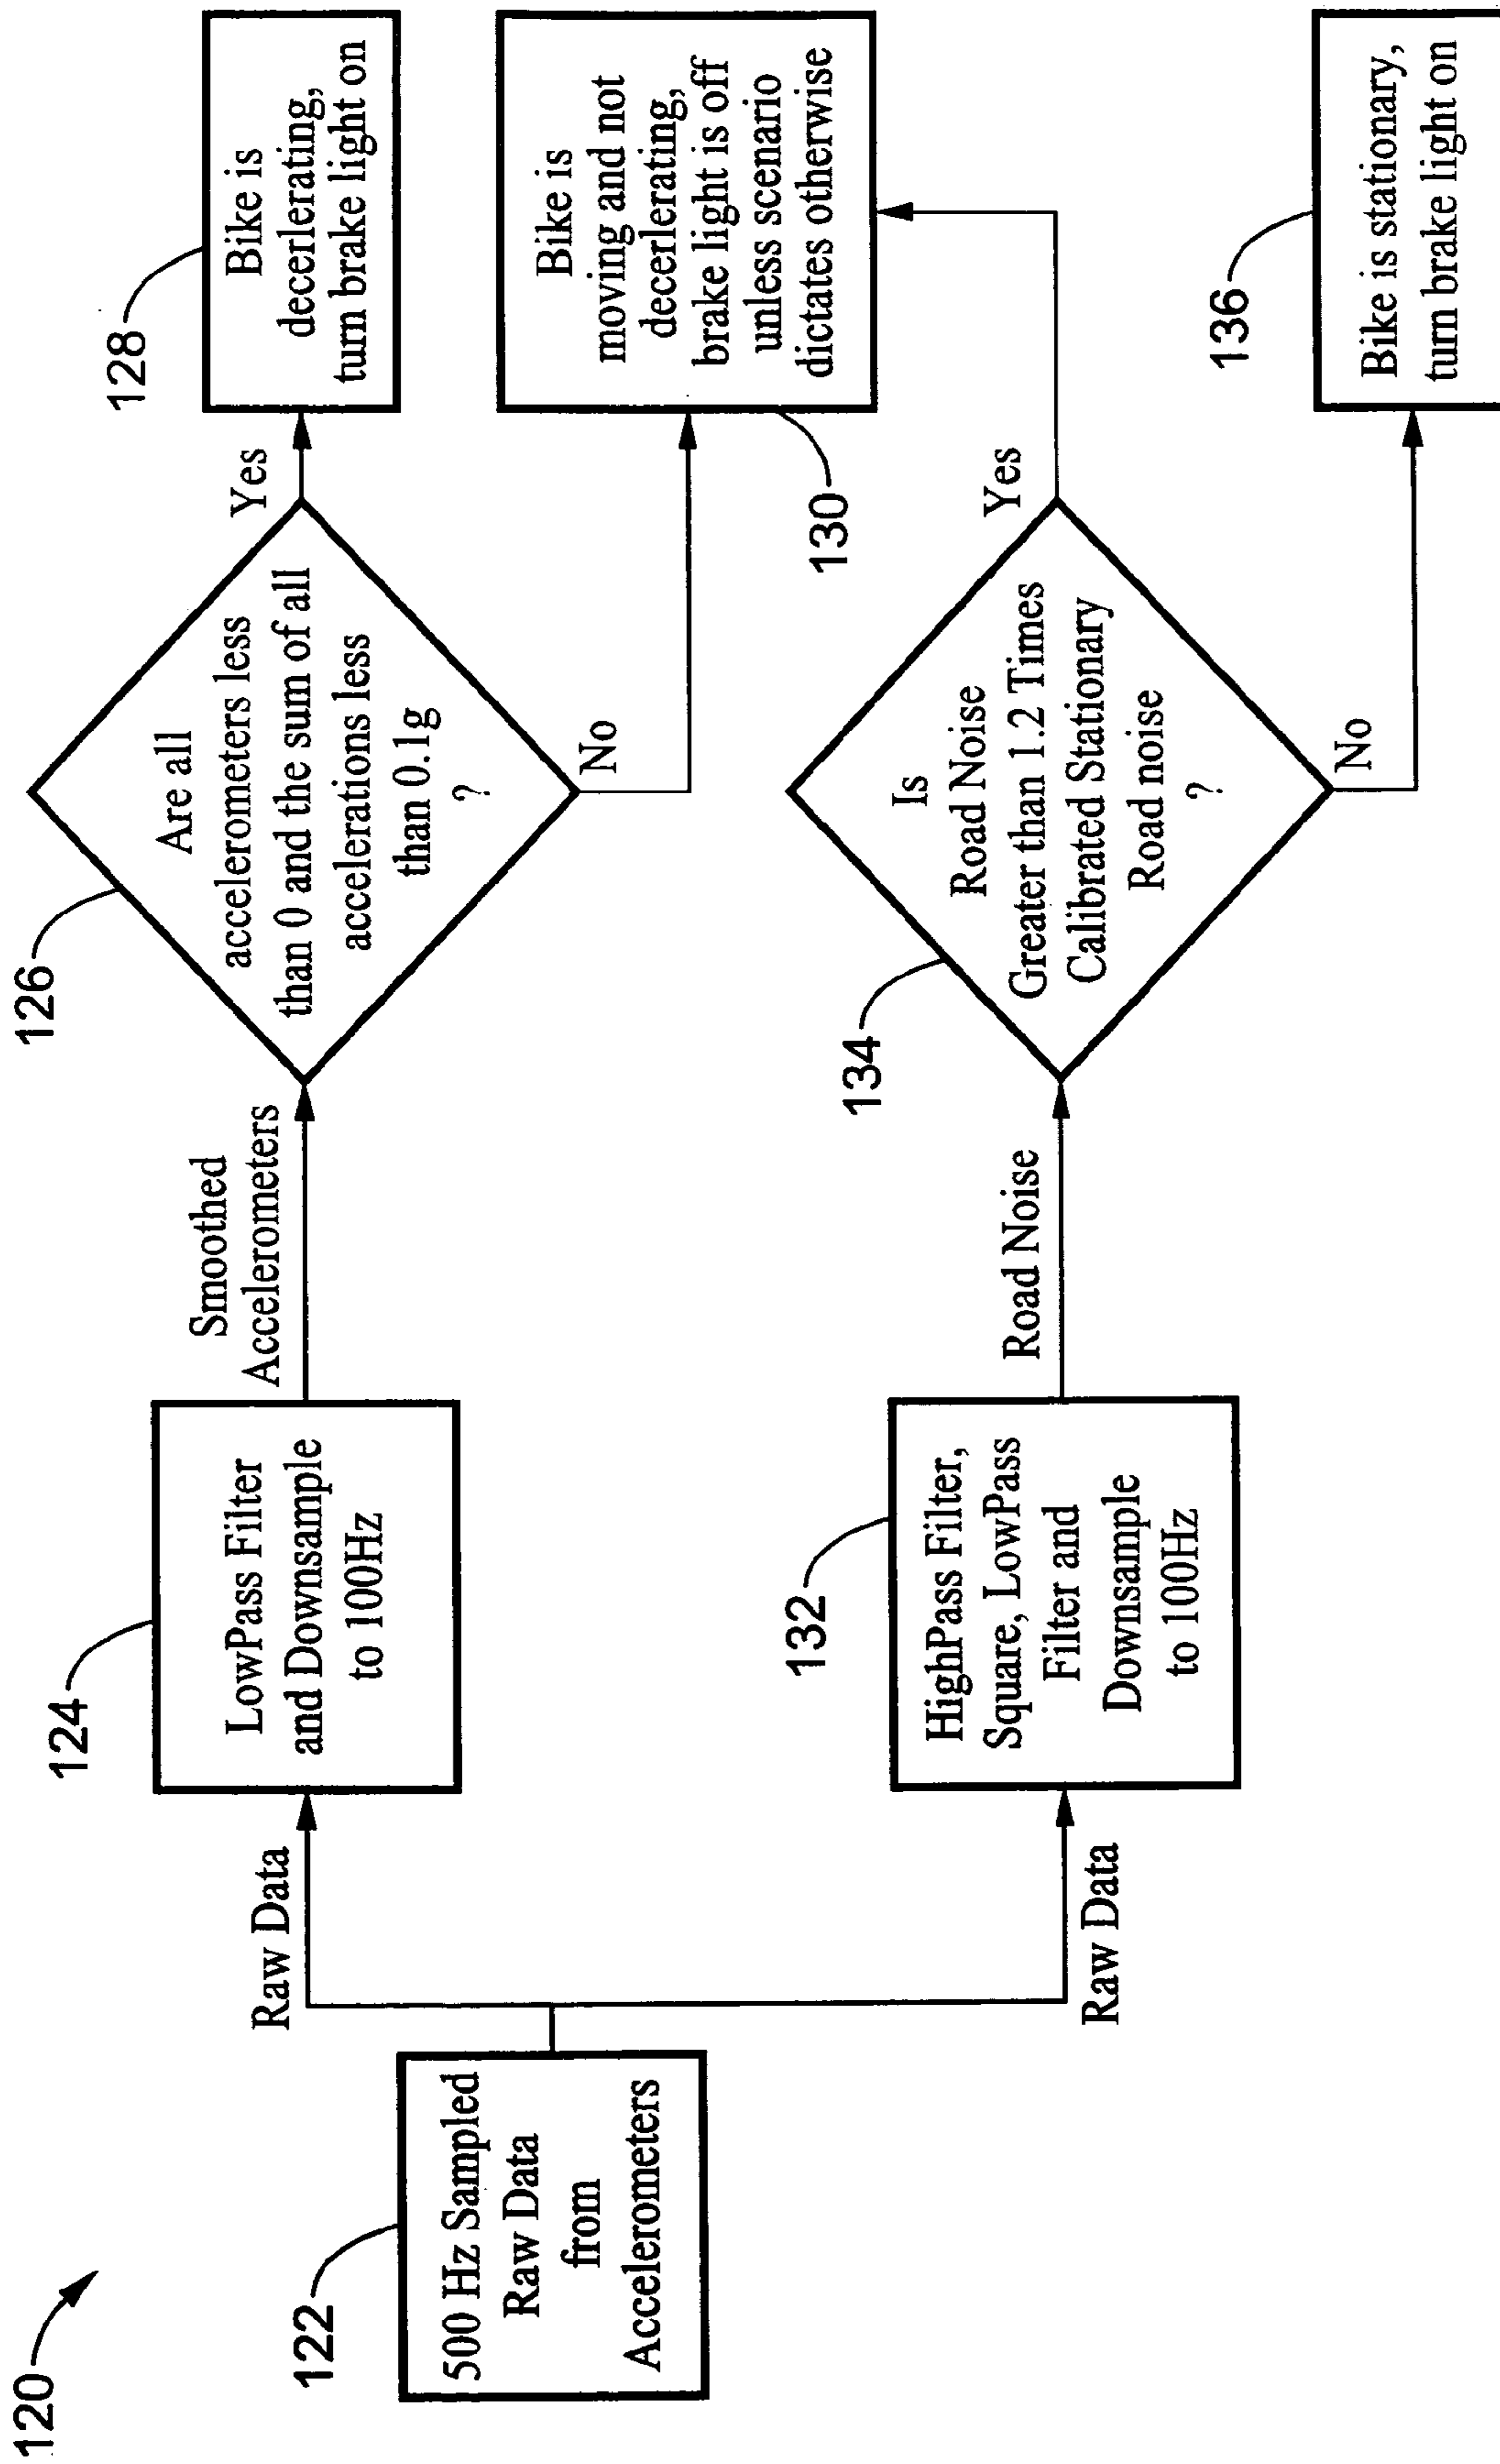 120
122
500 Hz Sampled
Raw Data
from
Accelerometers
Raw Data
Raw Data
124
LowPass Filter
and Downsample
to 100Hz
Smoothed
Accelerometers
126
Are all
accelerometers less
than 0 and the sum of all
accelerations less
than 0.1g
?
Yes
No
128
Bike is
decerlerating,
turn brake light on
130
Bike is
moving and not
decerlerating,
brake light is off
unless scenario
dictates otherwise
132
HighPass Filter,
Square, LowPass
Filter and
Downsample
to 100Hz
Road Noise
134
Is
Road Noise
Greater than 1.2 Times
Calibrated Stationary
Road noise
?
Yes
No
136
Bike is stationary,
turn brake light on